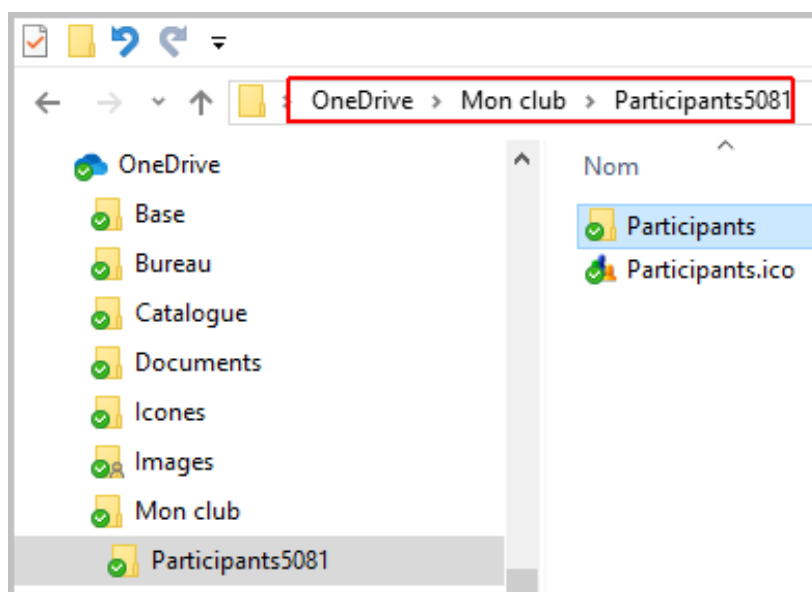 OneDrive > Mon club > Participants5081
OneDrive
Base
Bureau
Catalogue
Documents
Icones
Images
Mon club
Participants5081
Nom
Participants
Participants.ico